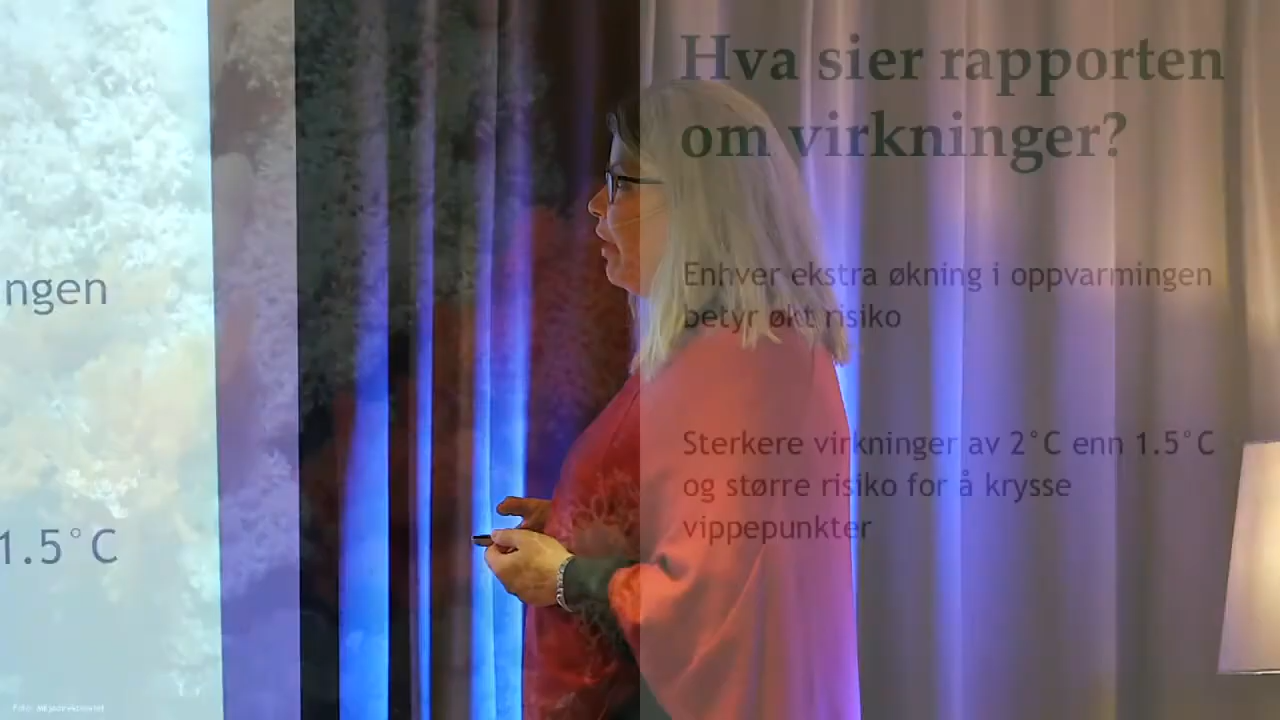 Hva sier rapporten
om virkninger?
Enhver ekstra økning i oppvarmingen
betyr økt risiko
Sterkere virkninger av 2°C enn 1.5°C
og større risiko for å krysse
vippepunkter
ngen
1.5°C